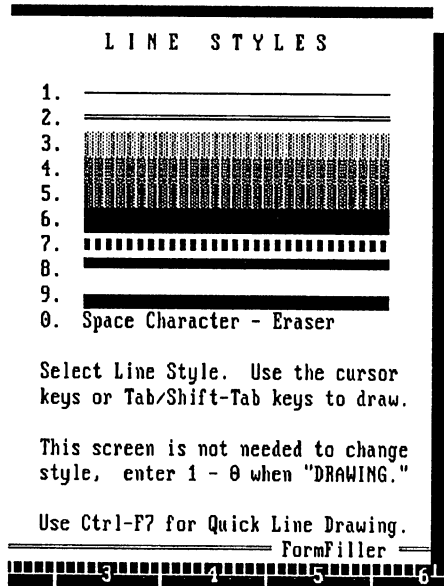 LINE STYLES
1.
2.
3.
4.
5.
6.
7.
8.
9.
0. Space Character - Eraser
Select Line Style. Use the cursor
keys or Tab/Shift-Tab keys to draw.
This screen is not needed to change
style, enter 1 - 0 when "DRAWING."
Use Ctrl-F7 for Quick Line Drawing.
FormFiller
3 4 5 6